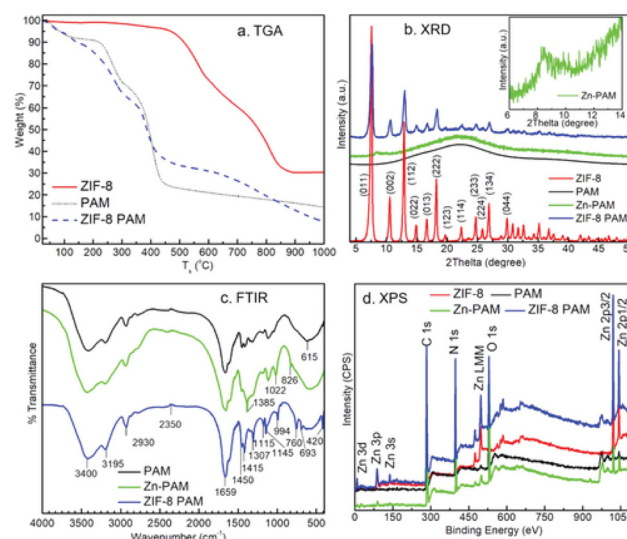 a. TGA
100
90
80
70
60
50
40
30
20
10
0
Weight (%)
ZIF-8
PAM
ZIF-8 PAM
200
400
600
800
1000
Ts (°C)
b. XRD
Intensity (a.u.)
Intensity (a.u.)
Zn-PAM
6
8
10
12
14
2Thelta (degree)
(011)
(002)
(112)
(022)
(013)
(222)
(123)
(114)
(233)
(224)
(134)
(044)
ZIF-8
PAM
Zn-PAM
ZIF-8 PAM
5
10
15
20
25
30
35
40
45
2Thelta (degree)
c. FTIR
% Transmittance
615
826
1022
1385
2350
2930
3195
3400
1659
1450
1415
1307
1115
1145
994
760
693
420
PAM
Zn-PAM
ZIF-8 PAM
4000
3500
3000
2500
2000
1500
1000
500
Wavenumber (cm⁻¹)
d. XPS
ZIF-8
PAM
Zn-PAM
ZIF-8 PAM
Intensity (CPS)
Zn 3d
Zn 3p
Zn 3s
C 1s
N 1s
Zn LMM
O 1s
Zn 2p3/2
Zn 2p1/2
0
150
300
450
600
750
900
Binding Energy (eV)